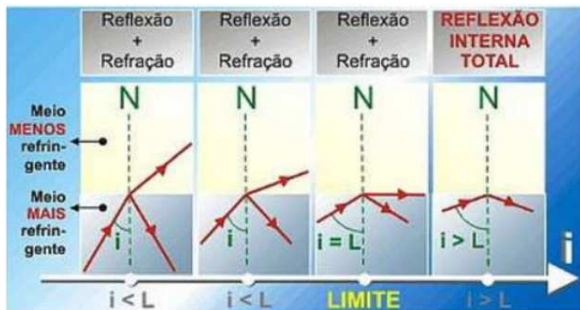 Reflexão
+
Refração
Reflexão
+
Refração
Reflexão
+
Refração
REFLEXÃO
INTERNA
TOTAL
Meio
MENOS
refrin-
gente
Meio
MAIS
refrin-
gente
N
N
N
N
i
i
i = L
i > L
i
i < L
i < L
LIMITE
i > L